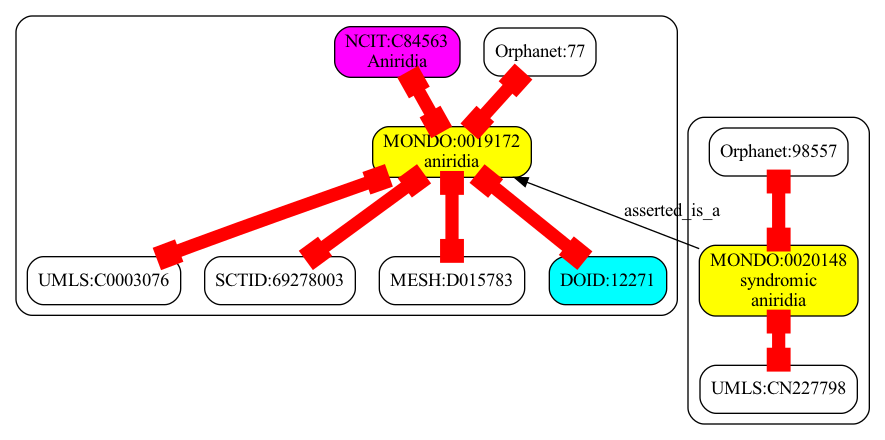 NCIT:C84563
Aniridia
Orphanet:77
MONDO:0019172
aniridia
Orphanet:98557
asserted_is_a
UMLS:C0003076
SCTID:69278003
MESH:D015783
DOID:12271
MONDO:0020148
syndromic
aniridia
UMLS:CN227798